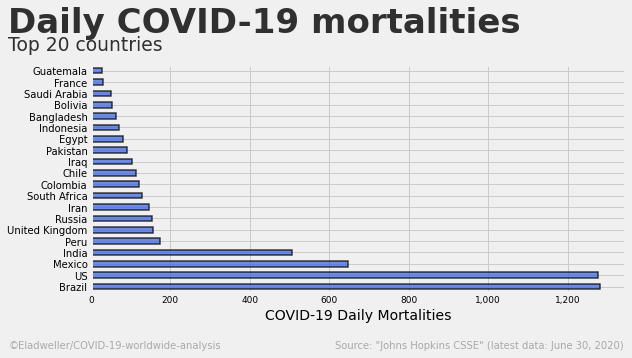 Daily COVID-19 mortalities
Top 20 countries
Guatemala
France
Saudi Arabia
Bolivia
Bangladesh
Indonesia
Egypt
Pakistan
Iraq
Chile
Colombia
South Africa
Iran
Russia
United Kingdom
Peru
India
Mexico
US
Brazil
0 200 400 600 800 1,000 1,200
COVID-19 Daily Mortalities
©Eladweller/COVID-19-worldwide-analysis Source: "Johns Hopkins CSSE" (latest data: June 30, 2020)